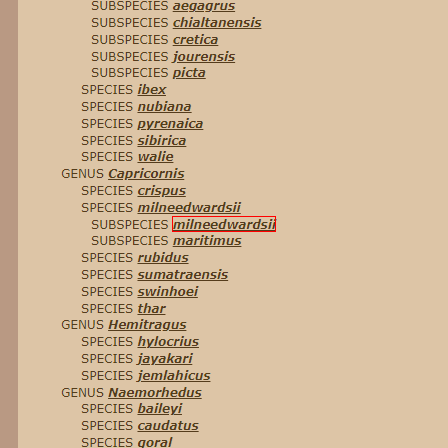 SUBSPECIES aegagrus
SUBSPECIES chialtanensis
SUBSPECIES cretica
SUBSPECIES jourensis
SUBSPECIES picta
SPECIES ibex
SPECIES nubiana
SPECIES pyrenaica
SPECIES sibirica
SPECIES walie
GENUS Capricornis
SPECIES crispus
SPECIES milneedwardsii
SUBSPECIES milneedwardsii
SUBSPECIES maritimus
SPECIES rubidus
SPECIES sumatraensis
SPECIES swinhoei
SPECIES thar
GENUS Hemitragus
SPECIES hylocrius
SPECIES jayakari
SPECIES jemlahicus
GENUS Naemorhedus
SPECIES baileyi
SPECIES caudatus
SPECIES goral